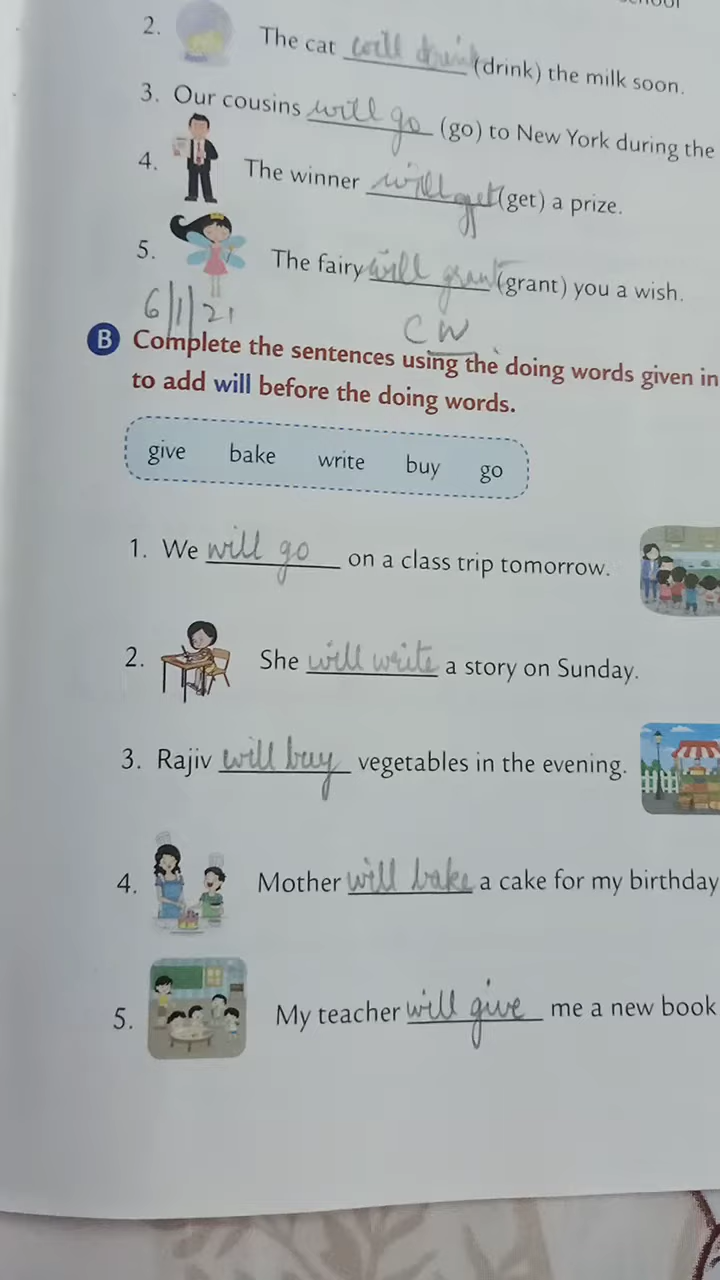 2. The cat will drink (drink) the milk soon.
3. Our cousins will go (go) to New York during the
4. The winner will get (get) a prize.
5. The fairy will grant (grant) you a wish.
6/1/21 CW
B Complete the sentences using the doing words given in
to add will before the doing words.
give bake write buy go
1. We will go on a class trip tomorrow.
2. She will write a story on Sunday.
3. Rajiv will buy vegetables in the evening.
4. Mother will bake a cake for my birthday
5. My teacher will give me a new book